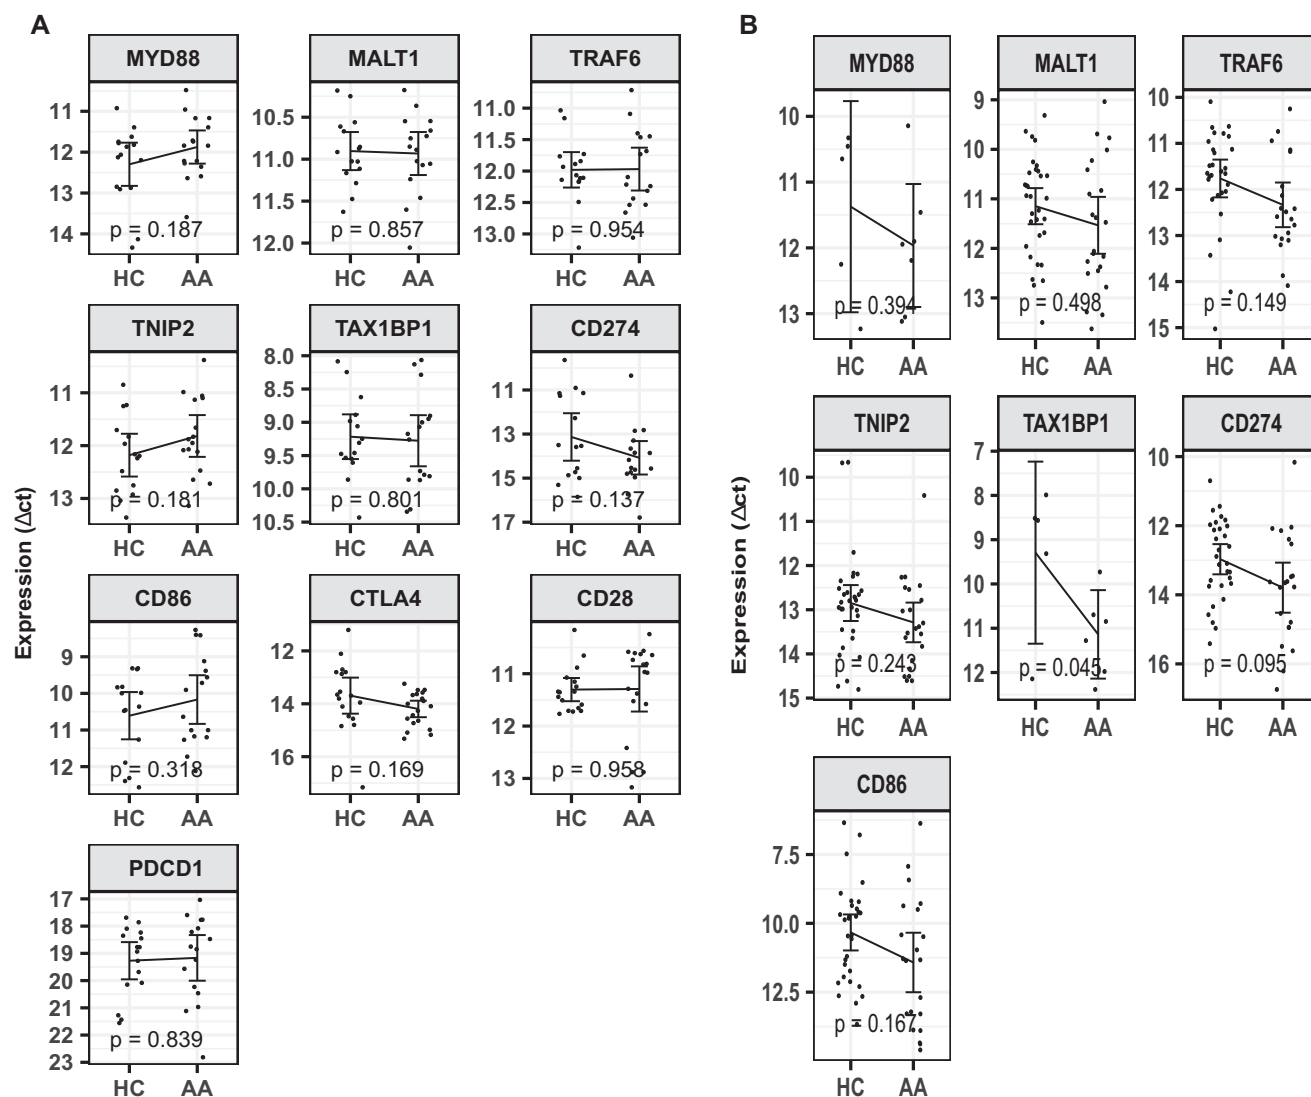 A
B
MYD88
MALT1
TRAF6
11
12
13
14
p = 0.187
HC
AA
10.5
11.0
11.5
12.0
p = 0.857
HC
AA
11.0
11.5
12.0
12.5
13.0
p = 0.954
HC
AA
TNIP2
TAX1BP1
CD274
11
12
13
p = 0.181
HC
AA
8.0
8.5
9.0
9.5
10.0
10.5
p = 0.801
HC
AA
11
13
15
17
p = 0.137
HC
AA
Expression (Δct)
CD86
CTLA4
CD28
9
10
11
12
p = 0.318
HC
AA
12
14
16
p = 0.169
HC
AA
11
12
13
p = 0.958
HC
AA
PDCD1
17
18
19
20
21
22
23
p = 0.839
HC
AA
MYD88
MALT1
TRAF6
10
11
12
13
p = 0.394
HC
AA
9
10
11
12
13
p = 0.498
HC
AA
10
11
12
13
14
15
p = 0.149
HC
AA
TNIP2
TAX1BP1
CD274
10
11
12
13
14
15
p = 0.243
HC
AA
7
8
9
10
11
12
p = 0.045
HC
AA
10
12
14
16
p = 0.095
HC
AA
Expression (Δct)
CD86
7.5
10.0
12.5
p = 0.167
HC
AA